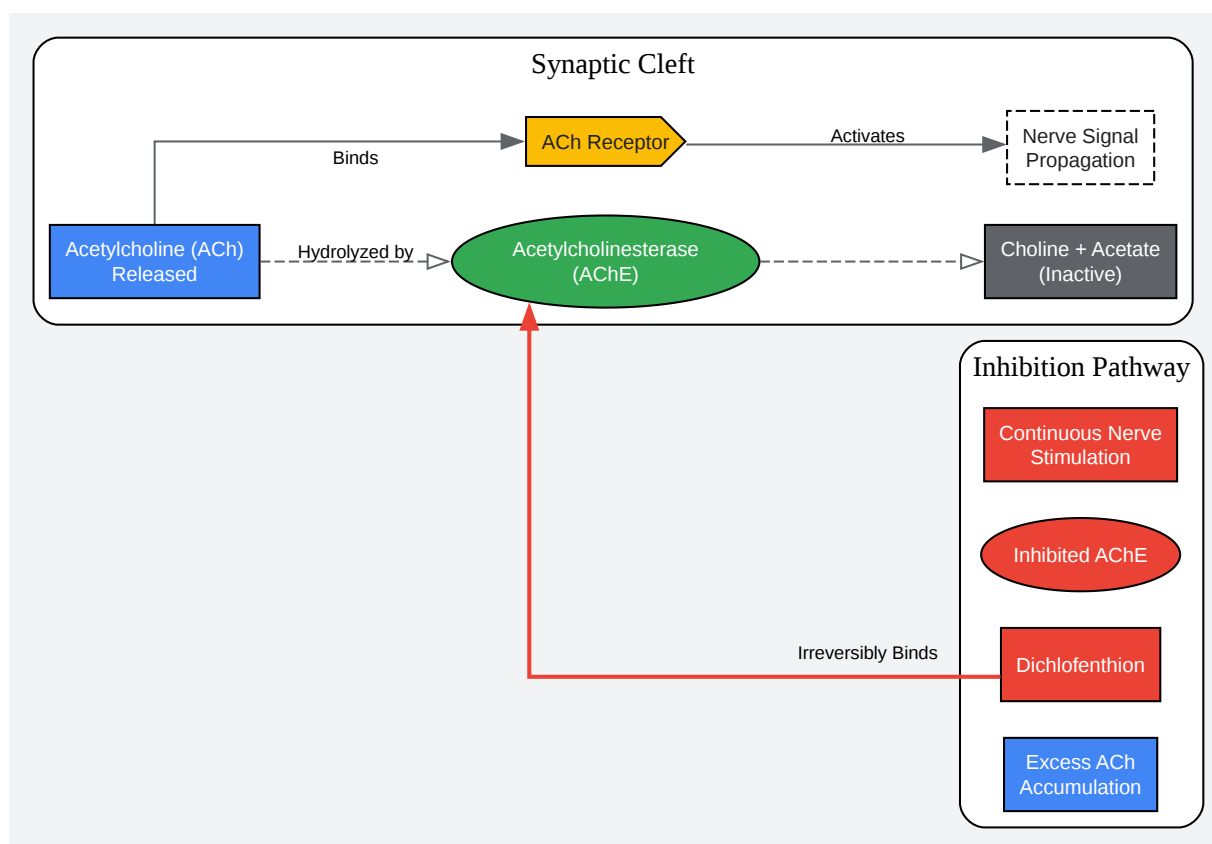 Synaptic Cleft
ACh Receptor
Activates
Nerve Signal
Propagation
Binds
Acetylcholine (ACh)
Released
Hydrolyzed by
Acetylcholinesterase
(AChE)
Choline + Acetate
(Inactive)
Inhibition Pathway
Continuous Nerve
Stimulation
Inhibited AChE
Irreversibly Binds
Dichlofenthion
Excess ACh
Accumulation